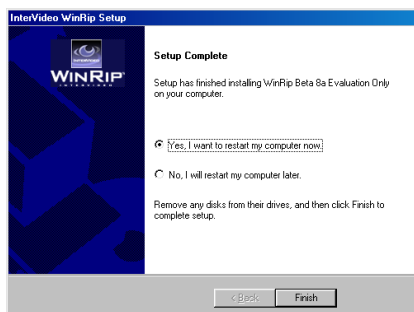 InterVideo WinRip Setup
INTERVIDEO
WINRIP
INTERVIDEO
Setup Complete
Setup has finished installing WinRip Beta 8a Evaluation Only
on your computer.
Yes, I want to restart my computer now.
No, I will restart my computer later.
Remove any disks from their drives, and then click Finish to
complete setup.
< Back
Finish